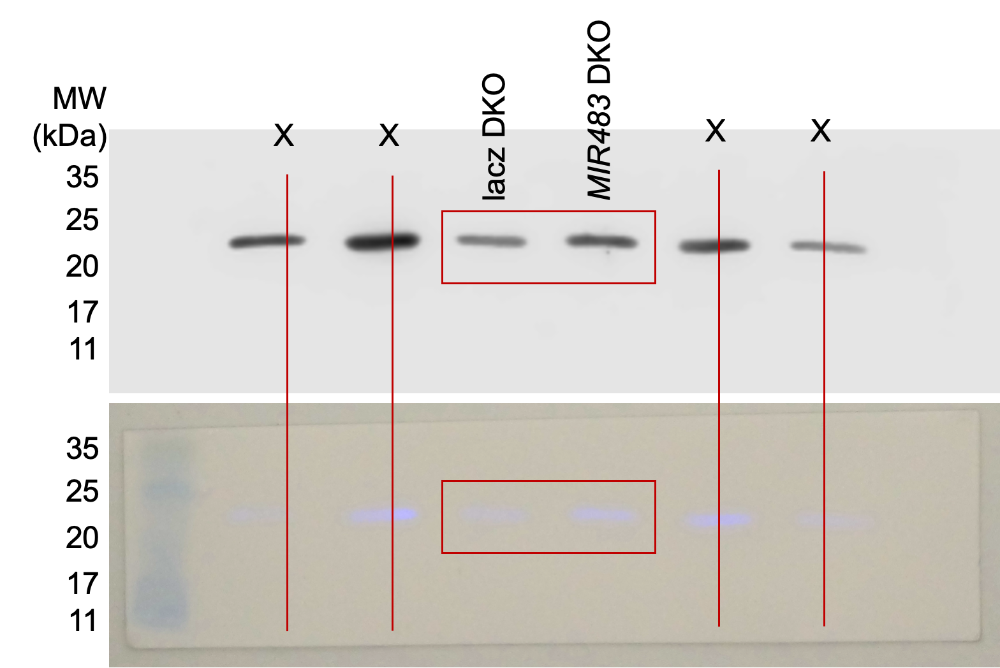 MW
(kDa)
X
X
lacz DKO
MIR483 DKO
X
X
35
25
20
17
11
35
25
20
17
11